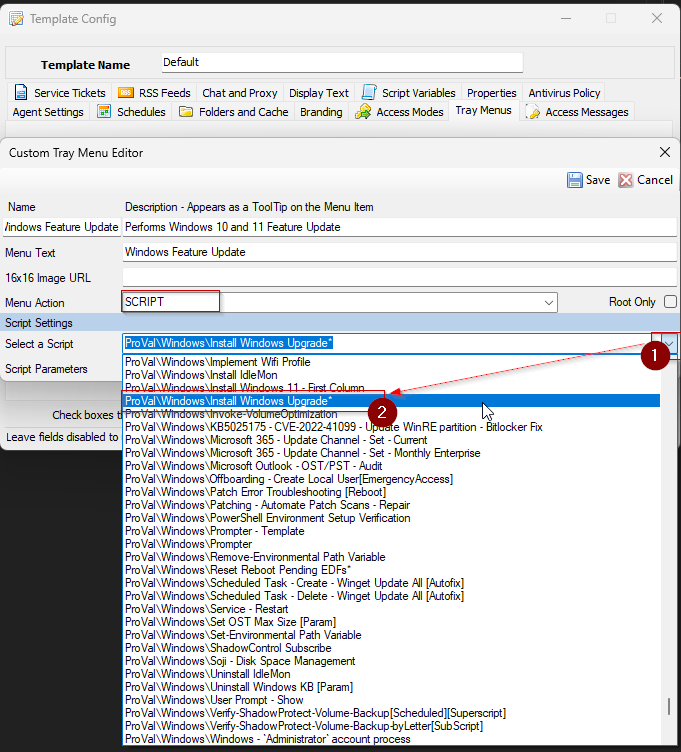 Template Config
Template Name Default
Service Tickets RSS Feeds Chat and Proxy Display Text Script Variables Properties Antivirus Policy
Agent Settings Schedules Folders and Cache Branding Access Modes Tray Menus Access Messages
Custom Tray Menu Editor
Save Cancel
Name Description - Appears as a ToolTip on the Menu Item
/indows Feature Update Performs Windows 10 and 11 Feature Update
Menu Text Windows Feature Update
16x16 Image URL
Menu Action SCRIPT Root Only
Script Settings
Select a Script ProVal\Windows\Install Windows Upgrade* 1
Script Parameters
ProVal\Windows\Implement Wifi Profile
ProVal\Windows\Install IdleMon
ProVal\Windows\Install Windows 11 - First Column
ProVal\Windows\Install Windows Upgrade*
2
ProVal\Windows\Invoke-VolumeOptimization
Check boxes t
ProVal\Windows\KB5025175 - CVE-2022-41099 - Update WinRE partition - Bitlocker Fix
Leave fields disabled to
ProVal\Windows\Microsoft 365 - Update Channel - Set - Current
ProVal\Windows\Microsoft 365 - Update Channel - Set - Monthly Enterprise
ProVal\Windows\Microsoft Outlook - OST/PST - Audit
ProVal\Windows\Offboarding - Create Local User[EmergencyAccess]
ProVal\Windows\Patch Error Troubleshooting [Reboot]
ProVal\Windows\Patching - Automate Patch Scans - Repair
ProVal\Windows\PowerShell Environment Setup Verification
ProVal\Windows\Prompter - Template
ProVal\Windows\Prompter
ProVal\Windows\Remove-Environmental Path Variable
ProVal\Windows\Reset Reboot Pending EDFs*
ProVal\Windows\Scheduled Task - Create - Winget Update All [Autofix]
ProVal\Windows\Scheduled Task - Delete - Winget Update All [Autofix]
ProVal\Windows\Service - Restart
ProVal\Windows\Set OST Max Size [Param]
ProVal\Windows\Set-Environmental Path Variable
ProVal\Windows\ShadowControl Subscribe
ProVal\Windows\Soji - Disk Space Management
ProVal\Windows\Uninstall IdleMon
ProVal\Windows\Uninstall Windows KB [Param]
ProVal\Windows\User Prompt - Show
ProVal\Windows\Verify-ShadowProtect-Volume-Backup[Scheduled][Superscript]
ProVal\Windows\Verify-ShadowProtect-Volume-Backup-byLetter[SubScript]
ProVal\Windows\Windows - `Administrator` account process